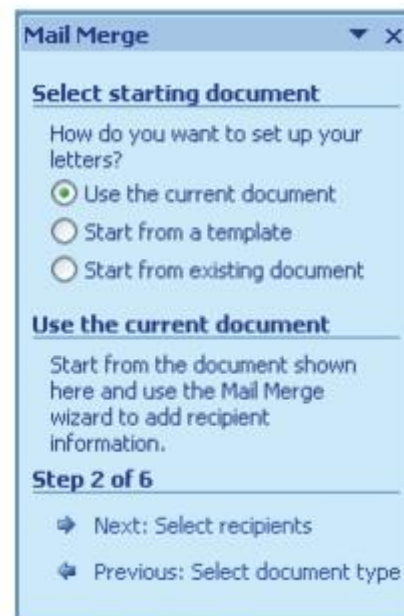 Mail Merge
Select starting document
How do you want to set up your
letters?
Use the current document
Start from a template
Start from existing document
Use the current document
Start from the document shown
here and use the Mail Merge
wizard to add recipient
information.
Step 2 of 6
Next: Select recipients
Previous: Select document type